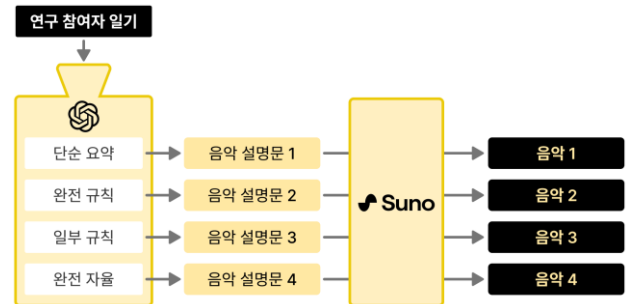 연구 참여자 일기
단순 요약
음악 설명문 1
음악 1
완전 규칙
음악 설명문 2
Suno
음악 2
일부 규칙
음악 설명문 3
음악 3
완전 자율
음악 설명문 4
음악 4